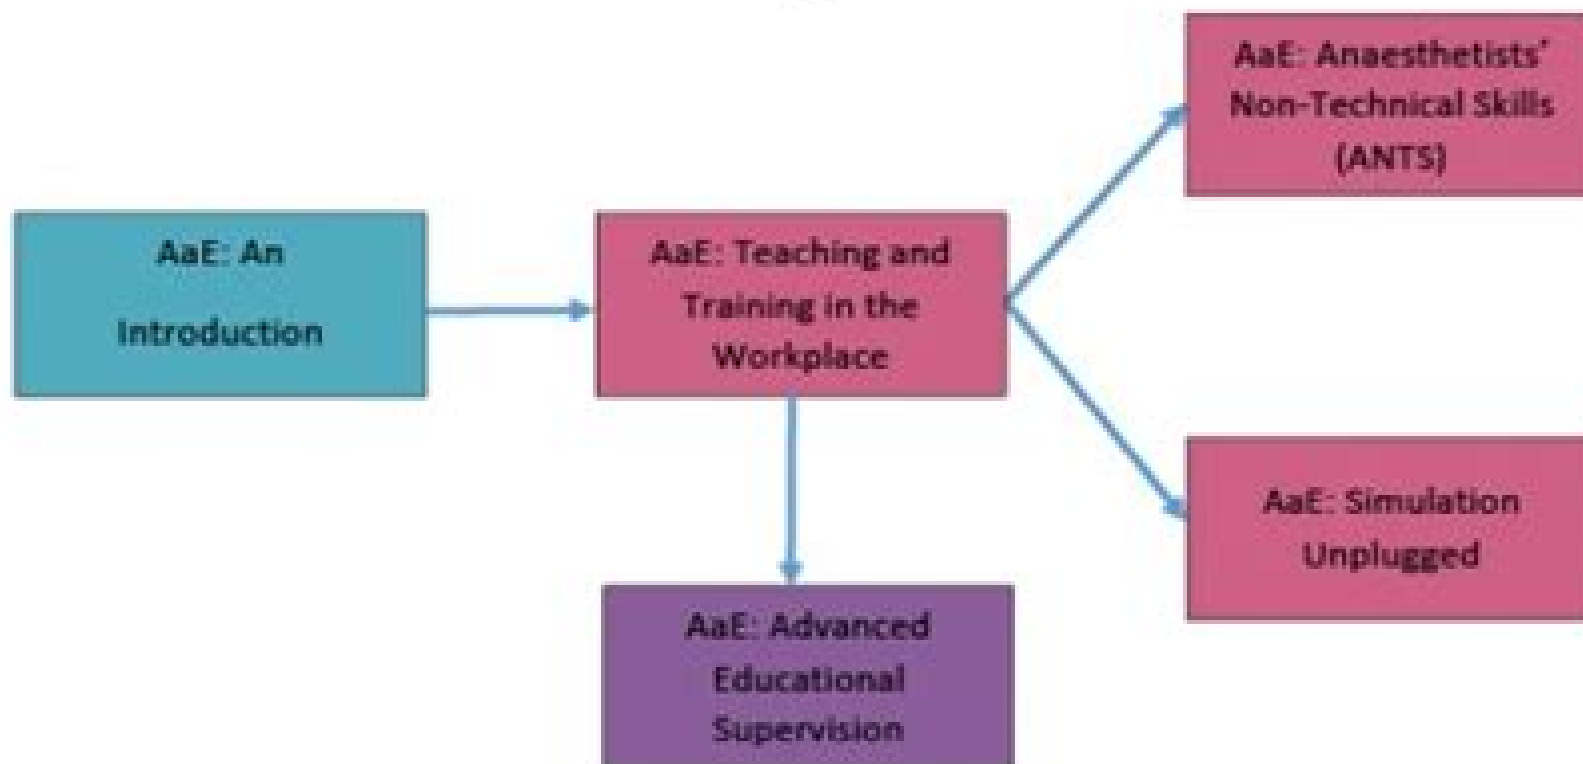 AaE: An
Introduction
AaE: Teaching and
Training in the
Workplace
AaE: Anaesthetists'
Non-Technical Skills
(ANTS)
AaE: Simulation
Unplugged
AaE: Advanced
Educational
Supervision